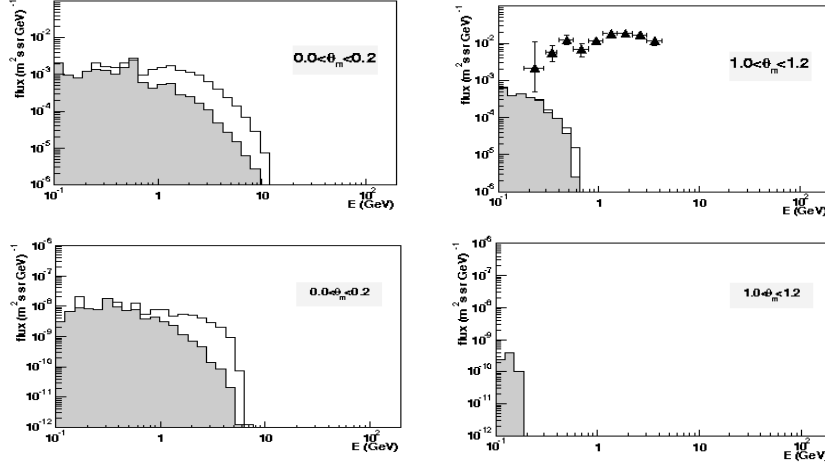 flux (m² s sr GeV)⁻¹
10⁻²
10⁻³
10⁻⁴
10⁻⁵
10⁻⁶
0.0<θm<0.2
10⁻¹ 1 10 10²
E (GeV)
flux (m² s sr GeV)⁻¹
10⁻²
10⁻³
10⁻⁴
10⁻⁵
10⁻⁶
1.0<θm<1.2
10⁻¹ 1 10 10²
E (GeV)
flux (m² s sr GeV)⁻¹
10⁻⁶
10⁻⁷
10⁻⁸
10⁻⁹
10⁻¹⁰
10⁻¹¹
10⁻¹²
0.0<θm<0.2
10⁻¹ 1 10 10²
E (GeV)
flux (m² s sr GeV)⁻¹
10⁻⁶
10⁻⁷
10⁻⁸
10⁻⁹
10⁻¹⁰
10⁻¹¹
10⁻¹²
1.0<θm<1.2
10⁻¹ 1 10 10²
E (GeV)